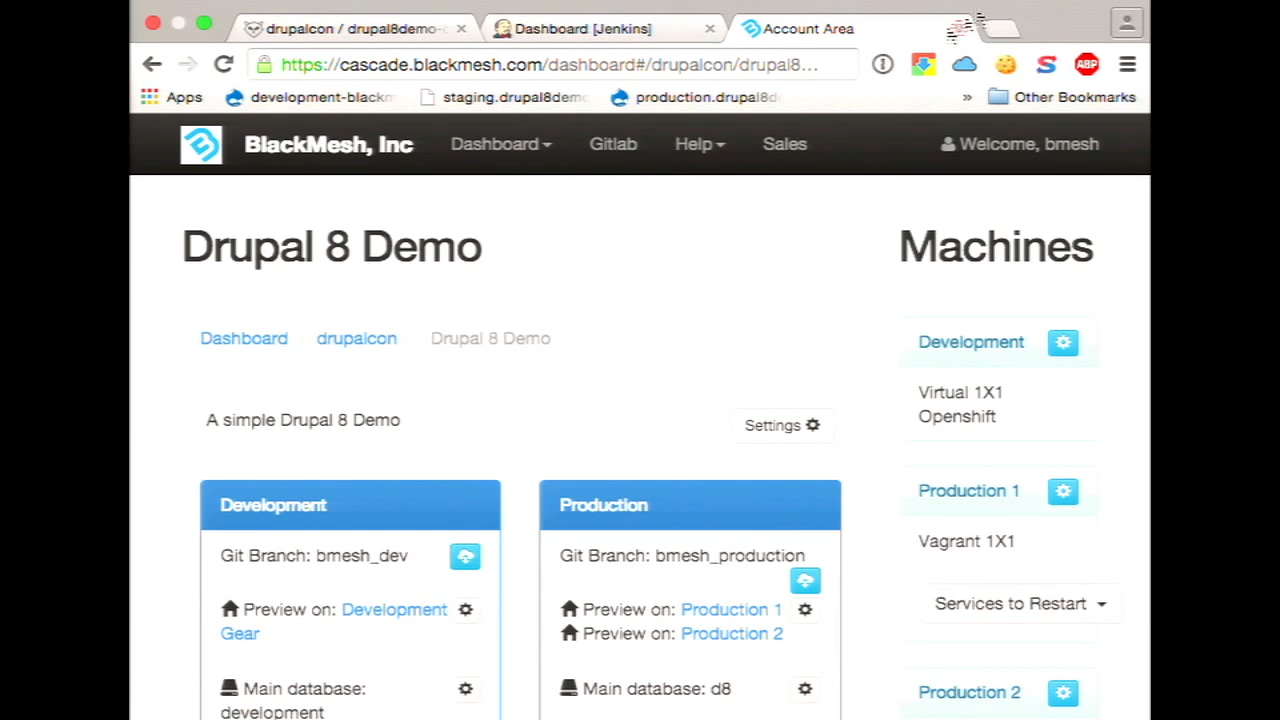 drupalcon / drupal8demo-c
Dashboard [Jenkins]
Account Area
https://cascade.blackmesh.com/dashboard#/drupalcon/drupal8...
ABP
Apps
development-blackm
staging.drupal8demo
production.drupal8d
»
Other Bookmarks
BlackMesh, Inc
Dashboard
Gitlab
Help
Sales
Welcome, bmesh
Drupal 8 Demo
Dashboard
drupalcon
Drupal 8 Demo
A simple Drupal 8 Demo
Settings
Development
Git Branch: bmesh_dev
Preview on: Development
Gear
Main database:
development
Production
Git Branch: bmesh_production
Preview on: Production 1
Preview on: Production 2
Main database: d8
Machines
Development
Virtual 1X1
Openshift
Production 1
Vagrant 1X1
Services to Restart
Production 2